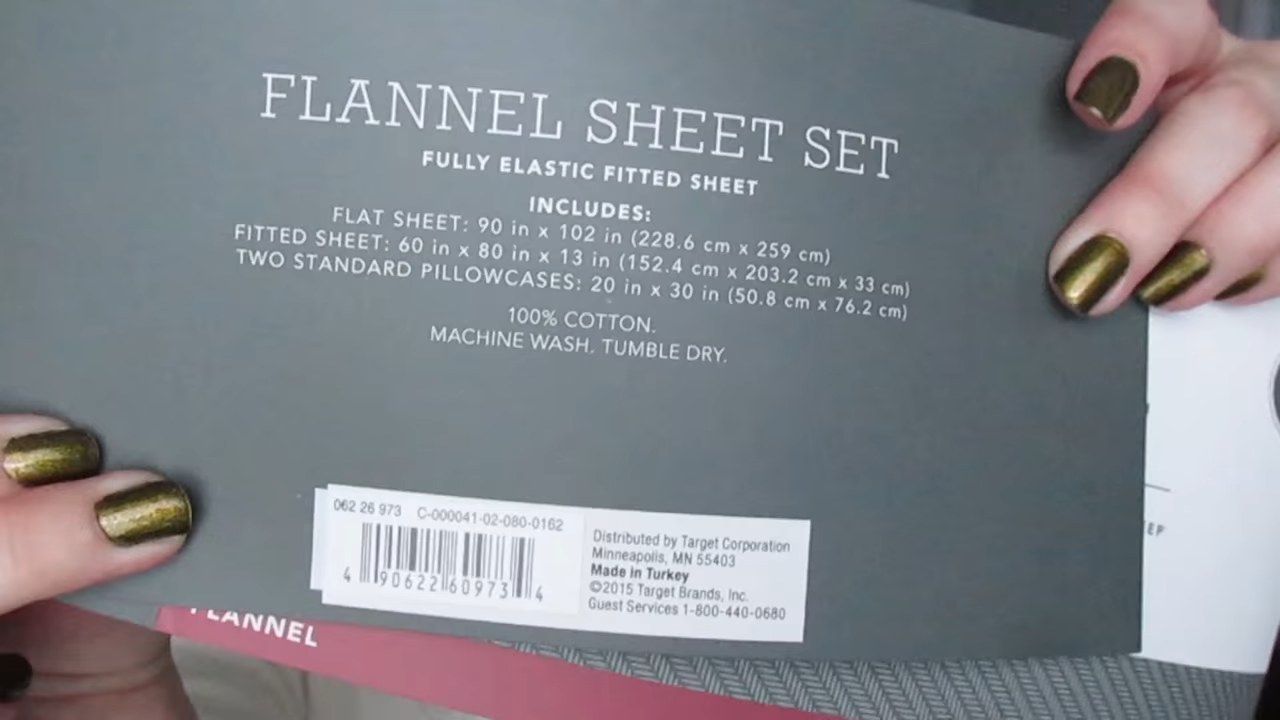 FLANNEL SHEET SET
FULLY ELASTIC FITTED SHEET
INCLUDES:
FLAT SHEET: 90 in x 102 in (228.6 cm x 259 cm)
FITTED SHEET: 60 in x 80 in x 13 in (152.4 cm x 203.2 cm x 33 cm)
TWO STANDARD PILLOWCASES: 20 in x 30 in (50.8 cm x 76.2 cm)
100% COTTON.
MACHINE WASH. TUMBLE DRY.
062 26 973 C-000041-02-080-0162
4 90622 60973 4
Distributed by Target Corporation
Minneapolis, MN 55403
Made in Turkey
©2015 Target Brands, Inc.
Guest Services 1-800-440-0680
FLANNEL